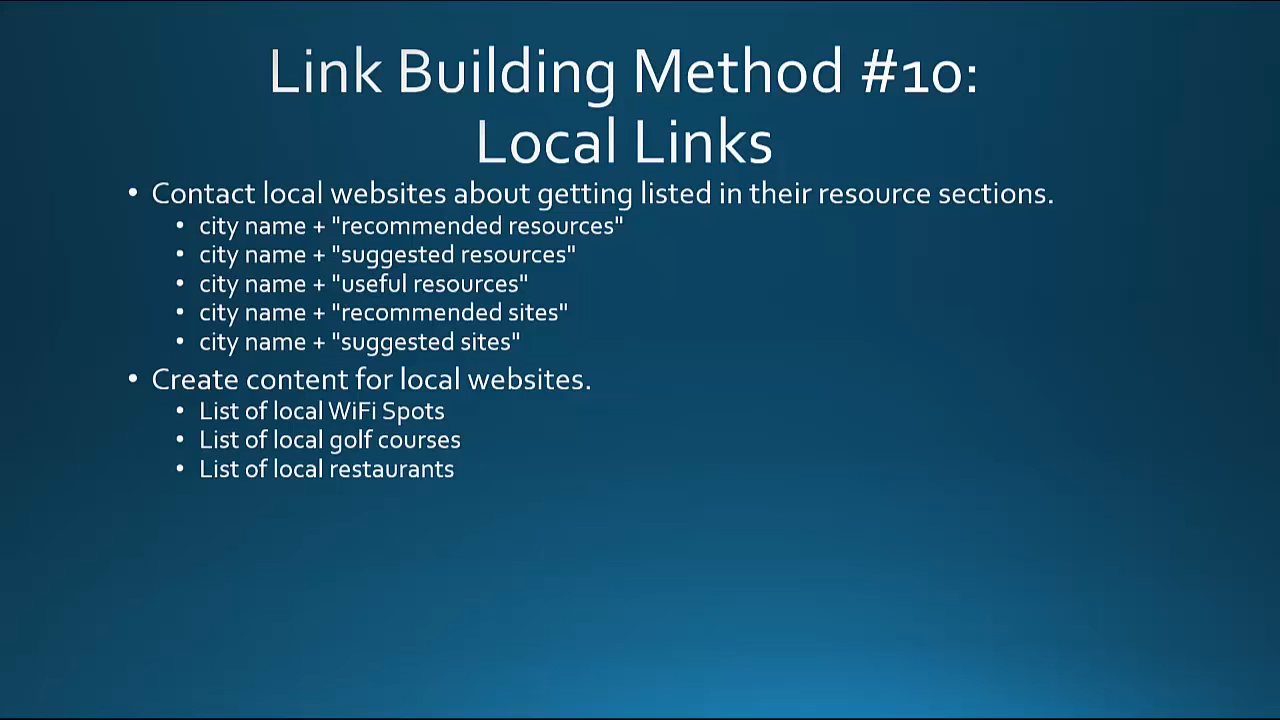 Link Building Method #10:
Local Links
• Contact local websites about getting listed in their resource sections.
• city name + "recommended resources"
• city name + "suggested resources"
• city name + "useful resources"
• city name + "recommended sites"
• city name + "suggested sites"
• Create content for local websites.
• List of local WiFi Spots
• List of local golf courses
• List of local restaurants